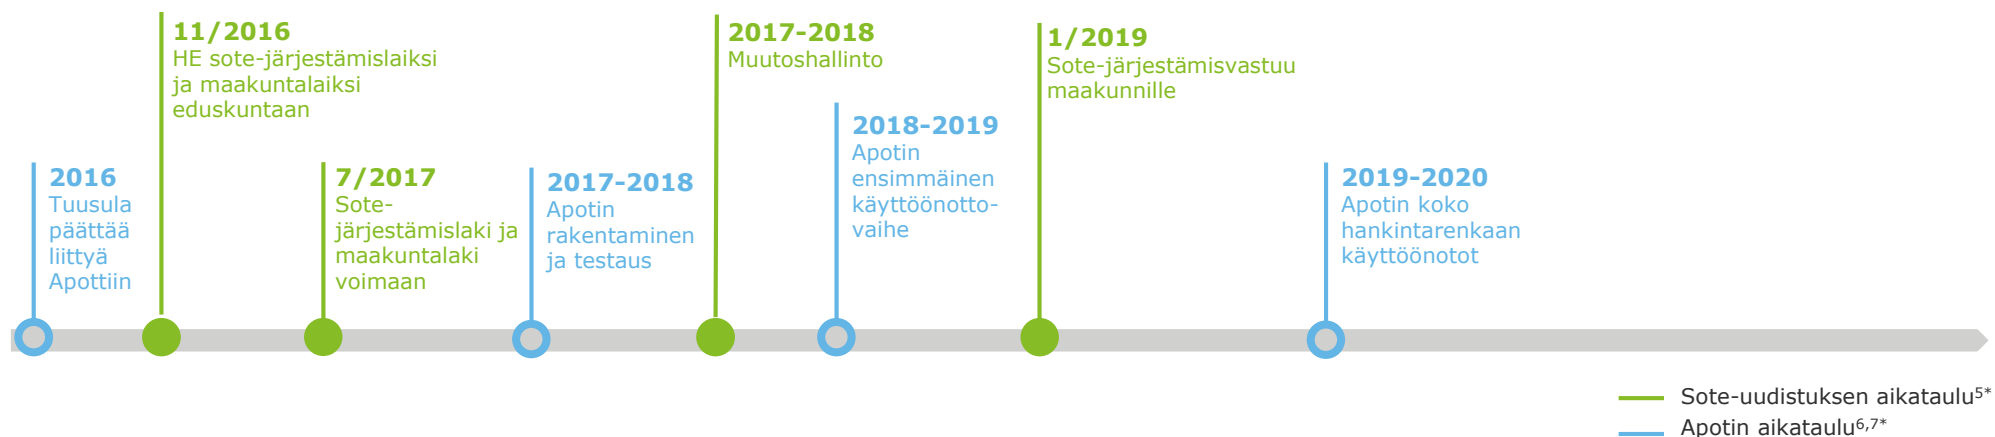 11/2016
HE sote-järjestämislaiksi
ja maakuntalaiksi
eduskuntaan
2017-2018
Muutoshallinto
1/2019
Sote-järjestämisvastuu
maakunnille
2018-2019
Apotin
ensimmäinen
käyttöönotto-
vaihe
2016
Tuusula
päättää
liittyä
Apottiin
7/2017
Sote-
järjestämislaki ja
maakuntalaki
voimaan
2017-2018
Apotin
rakentaminen
ja testaus
2019-2020
Apotin koko
hankintarenkaan
käyttöönotot
Sote-uudistuksen aikataulu5*
Apotin aikataulu6,7*